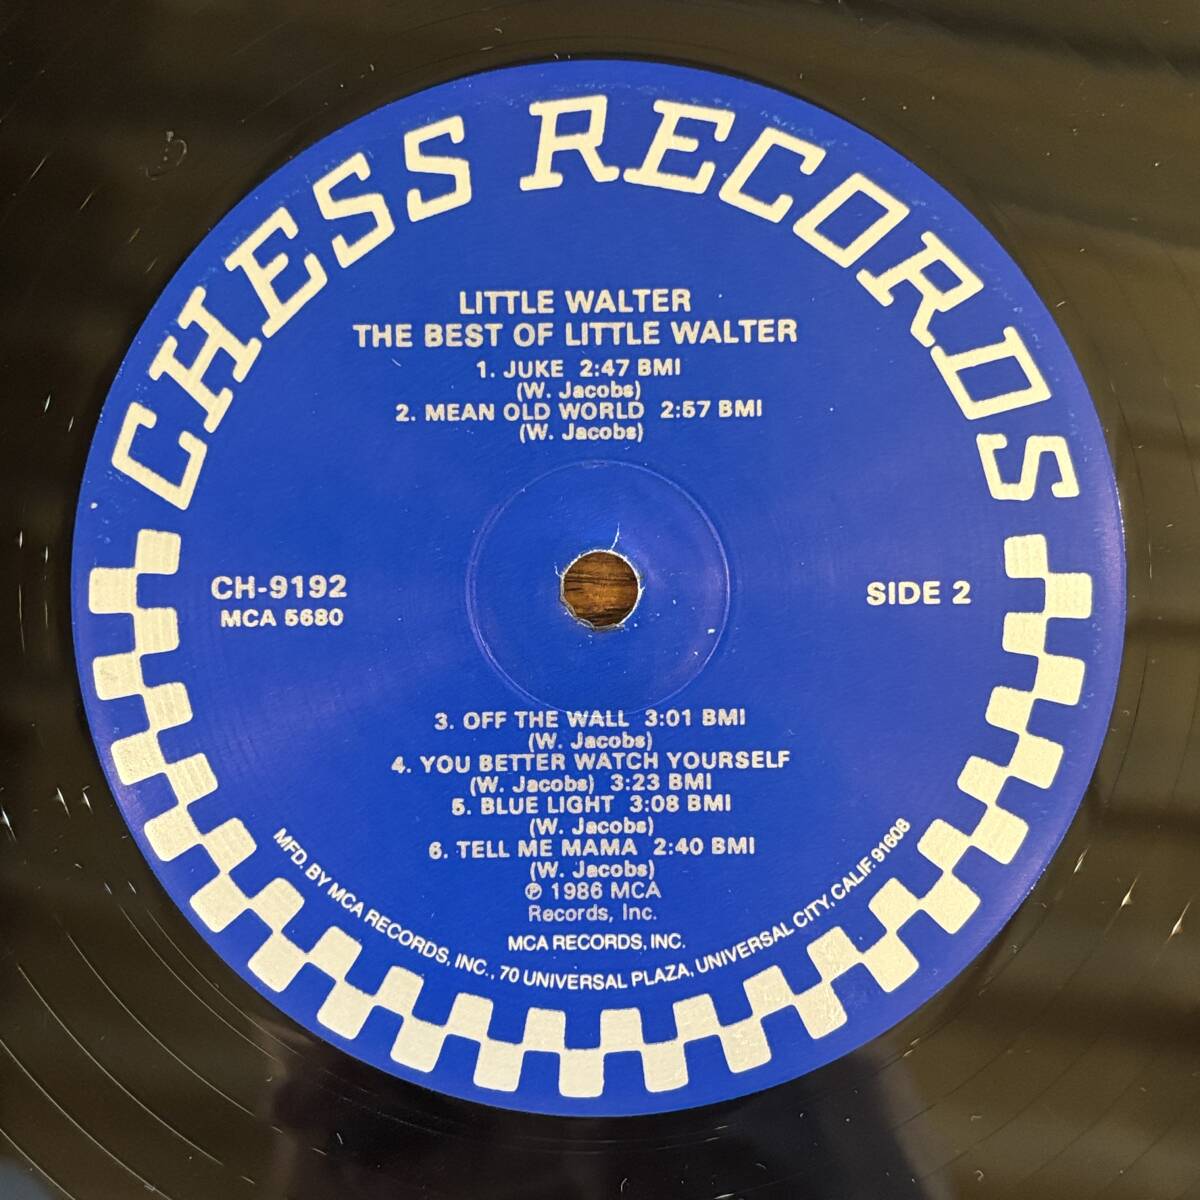 CHESS RECORDS
LITTLE WALTER
THE BEST OF LITTLE WALTER
1. JUKE 2:47 BMI
(W. Jacobs)
2. MEAN OLD WORLD 2:57 BMI
(W. Jacobs)
CH-9192
MCA 5680
SIDE 2
3. OFF THE WALL 3:01 BMI
(W. Jacobs)
4. YOU BETTER WATCH YOURSELF
(W. Jacobs) 3:23 BMI
5. BLUE LIGHT 3:08 BMI
(W. Jacobs)
6. TELL ME MAMA 2:40 BMI
(W. Jacobs)
℗ 1986 MCA
Records, Inc.
MCA RECORDS, INC.
MFD. BY MCA RECORDS, INC., 70 UNIVERSAL PLAZA, UNIVERSAL CITY, CALIF. 91608